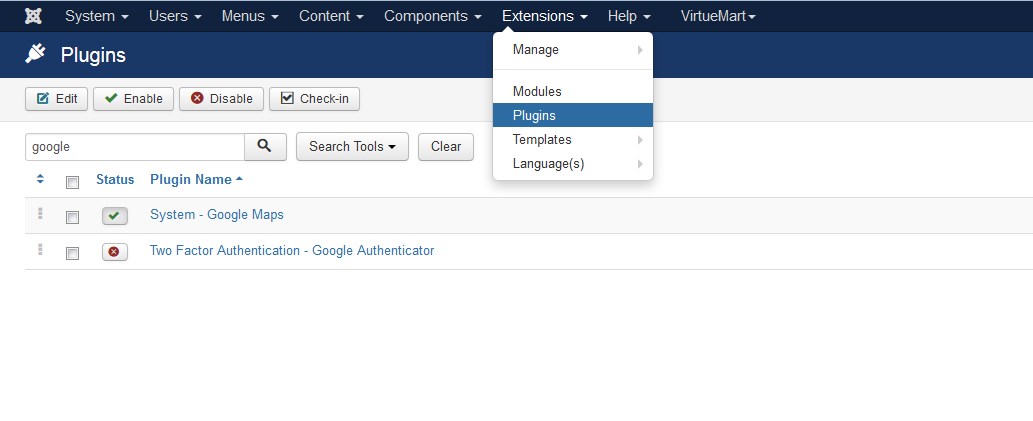 System Users Menus Content Components Extensions Help VirtueMart
Plugins
Manage
Modules
Plugins
Templates
Language(s)
Edit Enable Disable Check-in
google Search Tools Clear
Status Plugin Name
System - Google Maps
Two Factor Authentication - Google Authenticator